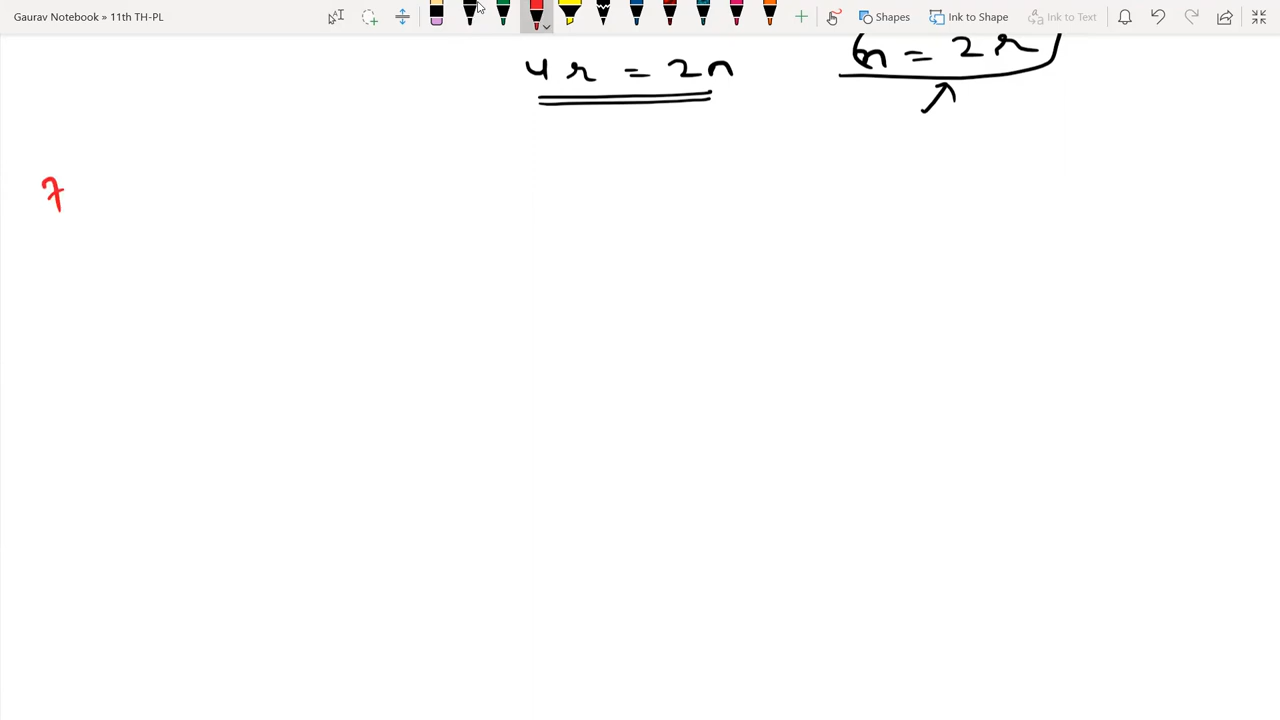 Gaurav Notebook » 11th TH-PL
Shapes
Ink to Shape
Ink to Text
4r = 2n
6n = 2r
7